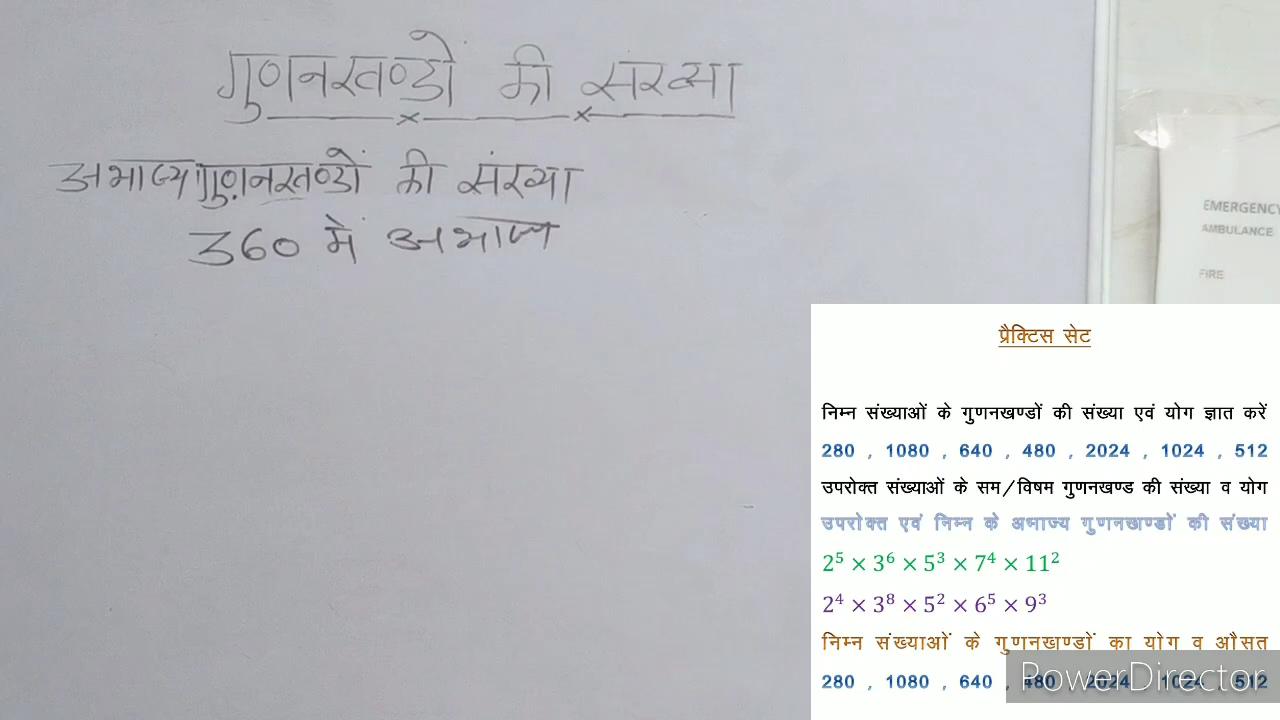 गुणनखण्डों की संख्या
अभाज्य गुणनखण्डों की संख्या
360 में अभाज्य
EMERGENCY
AMBULANCE
FIRE
प्रैक्टिस सेट
निम्न संख्याओं के गुणनखण्डों की संख्या एवं योग ज्ञात करें
280 , 1080 , 640 , 480 , 2024 , 1024 , 512
उपरोक्त संख्याओं के सम/विषम गुणनखण्ड की संख्या व योग
उपरोक्त एवं निम्न के अभाज्य गुणनखाण्डों की संख्या
2⁵ × 3⁶ × 5³ × 7⁴ × 11²
2⁴ × 3⁸ × 5² × 6⁵ × 9³
निम्न संख्याओं के गुणनखाण्डों का योग व औसत
280 , 1080 , 640 , 480 , 2024 , 1024 , 512
PowerDirector